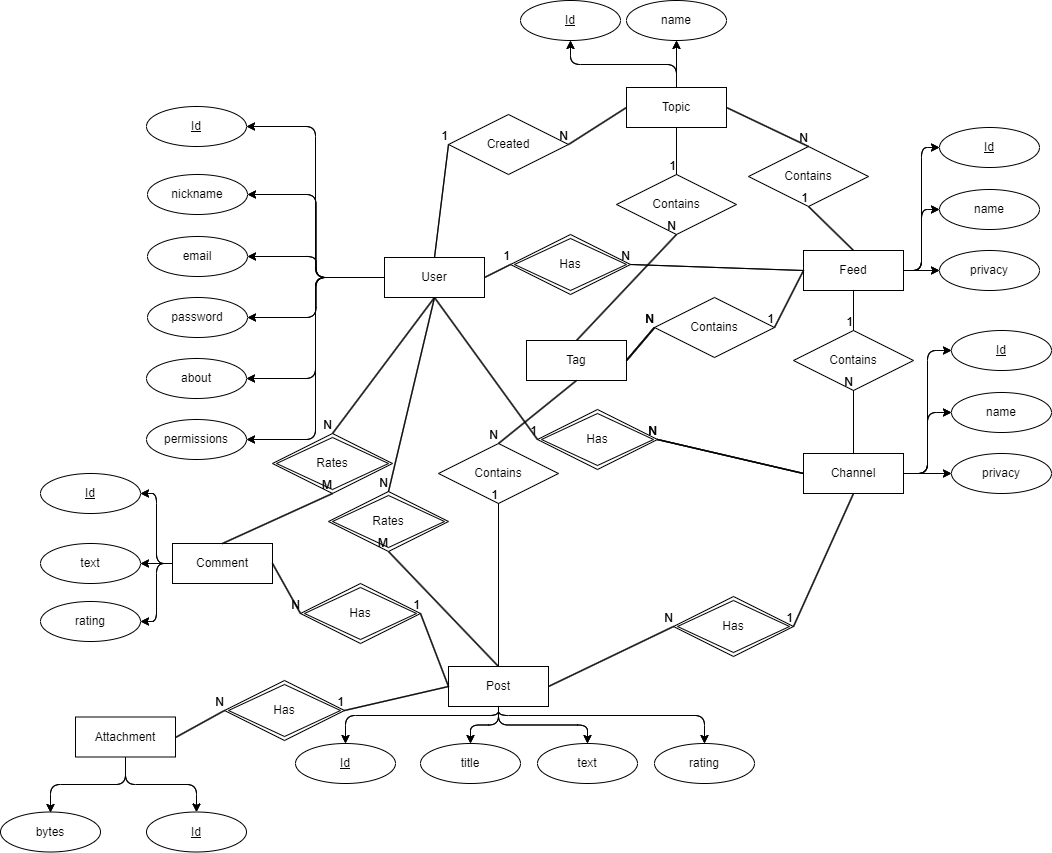 Id
name
Topic
Id
1
N
Created
N
Id
1
Contains
nickname
Contains
N
1
name
email
1
Has
N
User
Feed
privacy
password
N
Contains
1
1
Tag
Contains
Id
about
N
name
N
N
1
Has
N
permissions
Rates
Contains
Channel
privacy
M
N
1
Id
Rates
M
text
Comment
N
Has
1
N
Has
1
rating
Post
N
Has
1
Attachment
Id
title
text
rating
bytes
Id